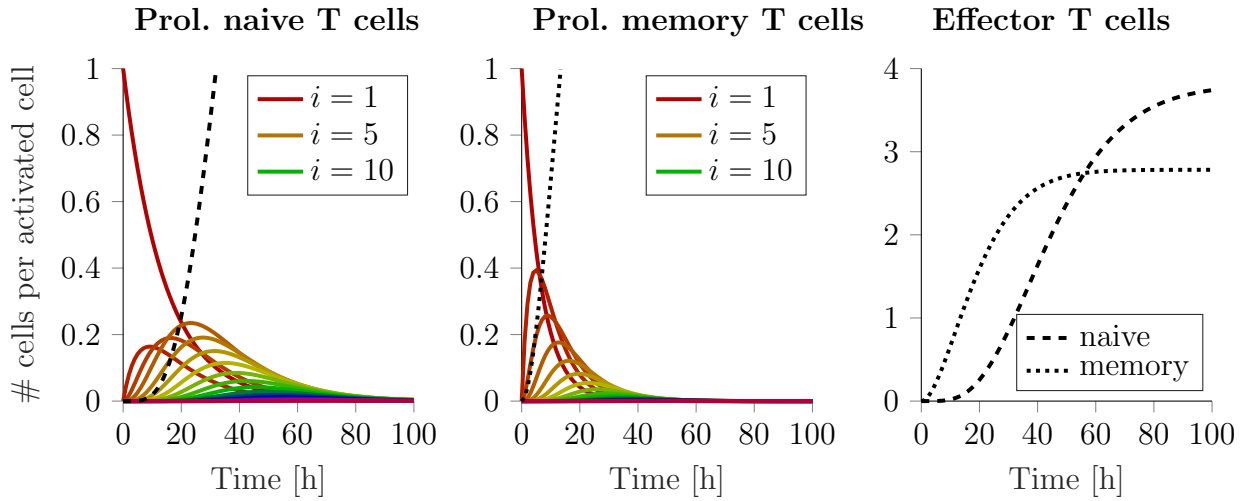 Prol. naive T cells
# cells per activated cell
1
0.8
0.6
0.4
0.2
0
i = 1
i = 5
i = 10
0 20 40 60 80 100
Time [h]
Prol. memory T cells
1
0.8
0.6
0.4
0.2
0
i = 1
i = 5
i = 10
0 20 40 60 80 100
Time [h]
Effector T cells
4
3
2
1
0
naive
memory
0 20 40 60 80 100
Time [h]